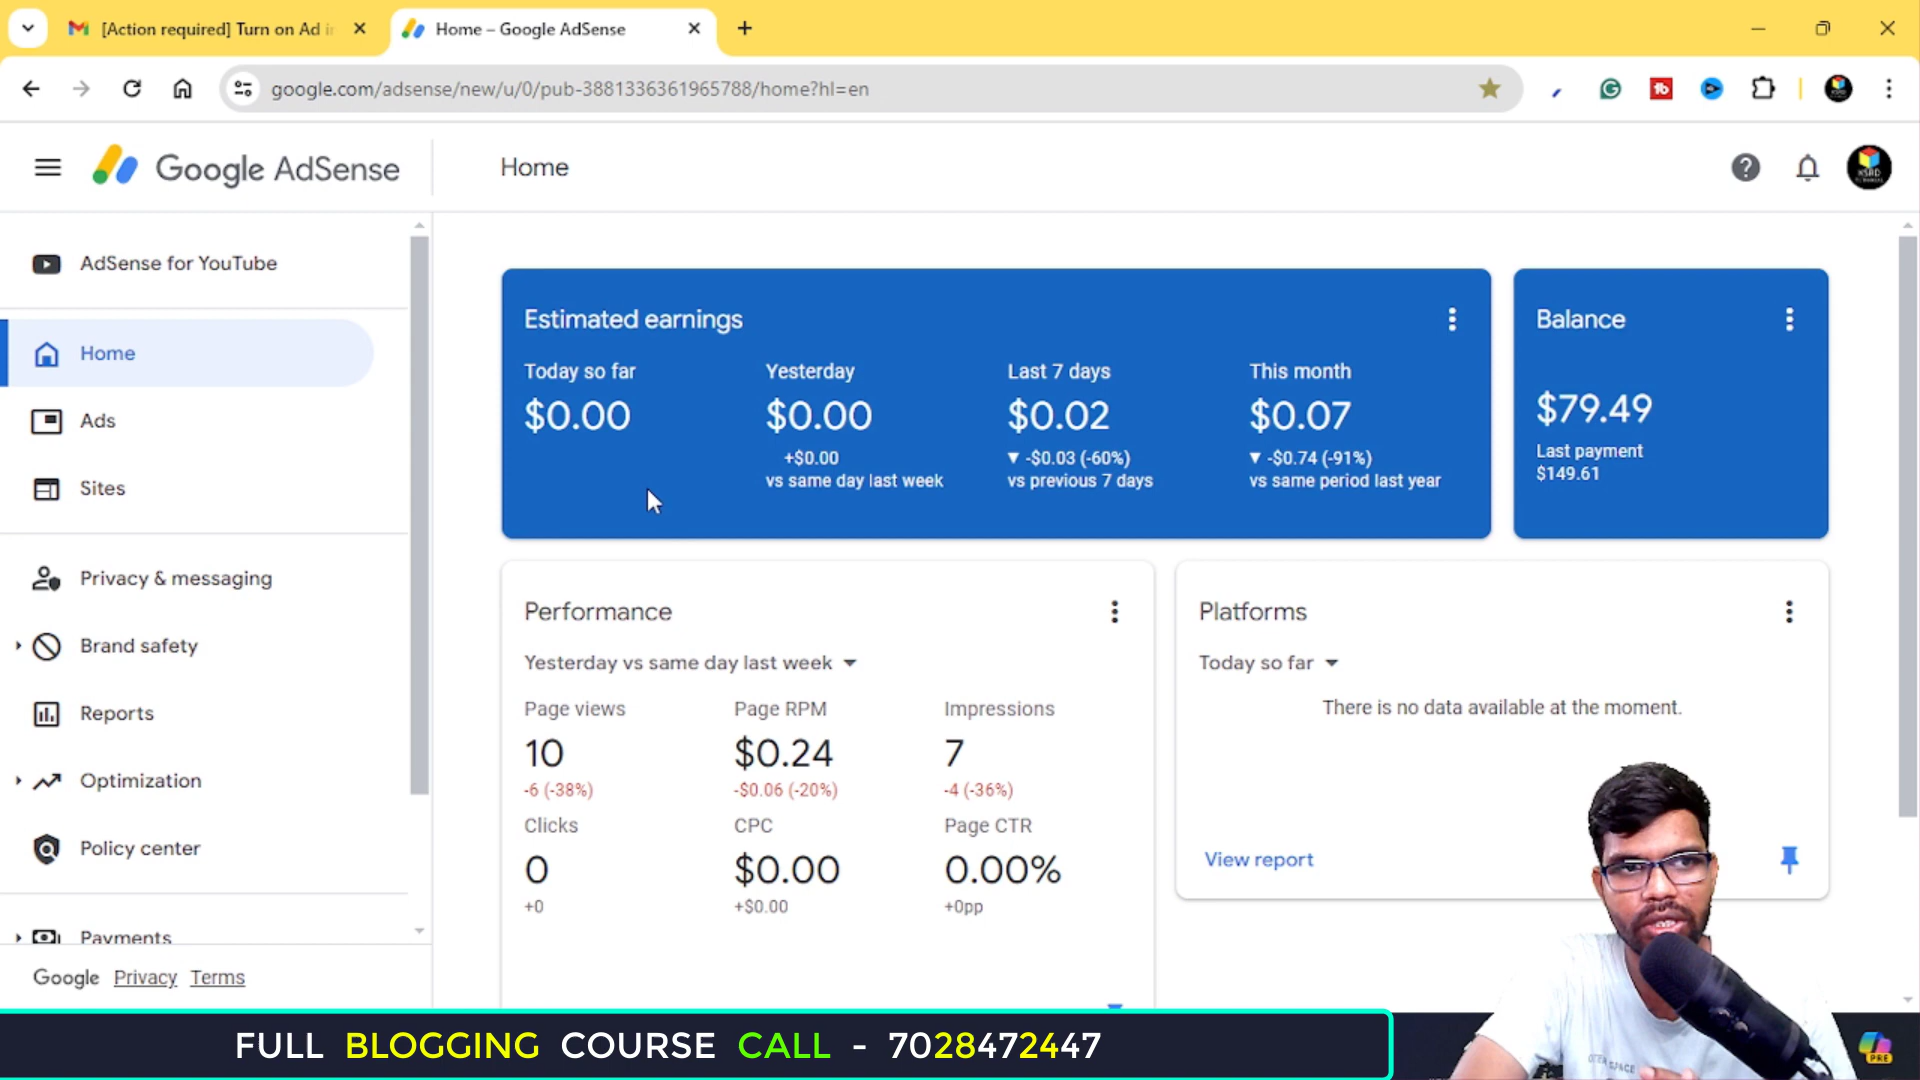 [Action required] Turn on Ad in
Home – Google AdSense
google.com/adsense/new/u/0/pub-3881336361965788/home?hl=en
Google AdSense
Home
AdSense for YouTube
Home
Ads
Sites
Privacy & messaging
Brand safety
Reports
Optimization
Policy center
Payments
Google Privacy Terms
Estimated earnings
Today so far
$0.00
Yesterday
$0.00
+$0.00
vs same day last week
Last 7 days
$0.02
▼ -$0.03 (-60%)
vs previous 7 days
This month
$0.07
▼ -$0.74 (-91%)
vs same period last year
Balance
$79.49
Last payment
$149.61
Performance
Yesterday vs same day last week
Page views
10
-6 (-38%)
Page RPM
$0.24
-$0.06 (-20%)
Impressions
7
-4 (-36%)
Clicks
0
+0
CPC
$0.00
+$0.00
Page CTR
0.00%
+0pp
Platforms
Today so far
There is no data available at the moment.
View report
FULL BLOGGING COURSE CALL - 7028472447
PRE